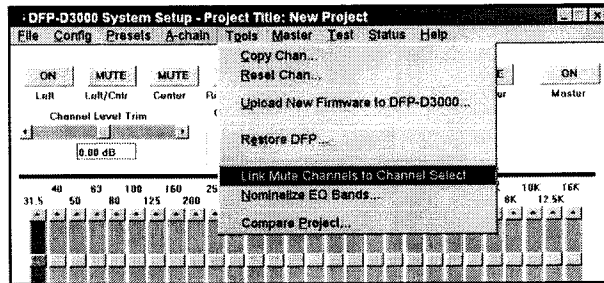 DFP-D3000 System Setup - Project Title: New Project
File Config Presets A-chain Tools Master Test Status Help
Copy Chan...
Reset Chan...
ON MUTE MUTE ON
Left Left/Cntr Center Master
Upload New Firmware to DFP-D3000...
Channel Level Trim
Restore DFP...
0.00 dB
Link Mute Channels to Channel Select
Nominalize EQ Bands...
40 63 100 160 10K 16K
31.5 50 80 125 200 8K 12.5K
Compare Project...